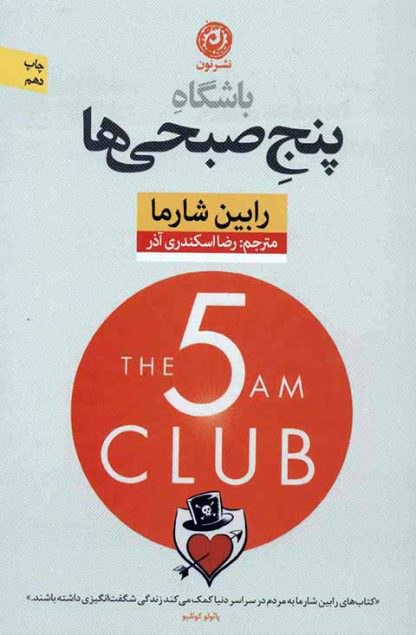 نشر نون
چاپ
دهم
باشگاهِ
پنجِ صبحی‌ها
رابین شارما
مترجم: رضا اسکندری آذر
THE 5 AM
CLUB
«کتاب‌های رابین شارما به مردم در سراسر دنیا کمک می‌کند زندگی شگفت‌انگیزی داشته باشند.»
پائولو کوئلیو